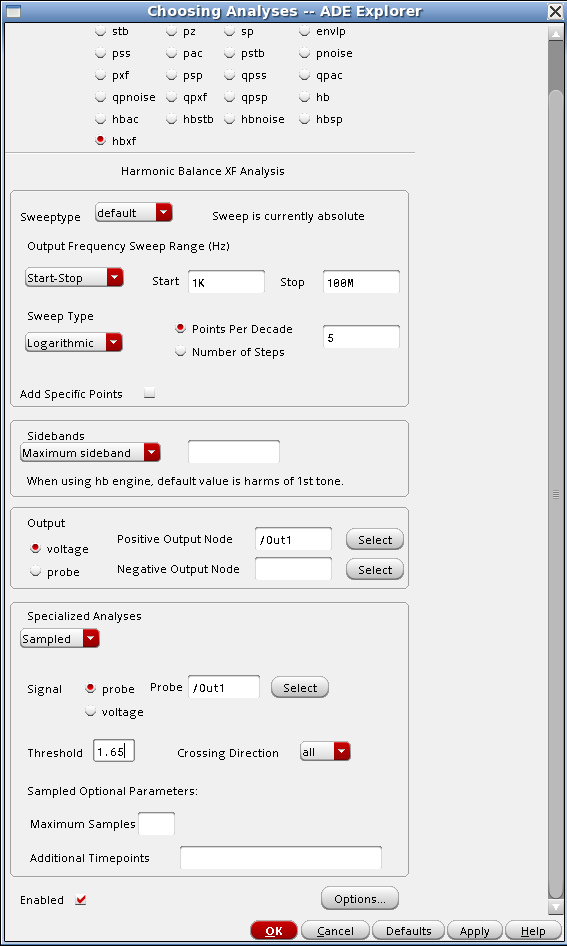 Choosing Analyses -- ADE Explorer
stb pz sp envlp
pss pac pstb pnoise
pxf psp qpss qpac
qpnoise qpxf qpsp hb
hbac hbstb hbnoise hbsp
hbxf
Harmonic Balance XF Analysis
Sweeptype default Sweep is currently absolute
Output Frequency Sweep Range (Hz)
Start-Stop Start 1K Stop 100M
Sweep Type
Logarithmic Points Per Decade 5
Number of Steps
Add Specific Points
Sidebands
Maximum sideband
When using hb engine, default value is harms of 1st tone.
Output
voltage Positive Output Node /Out1 Select
probe Negative Output Node Select
Specialized Analyses
Sampled
Signal probe Probe /Out1 Select
voltage
Threshold 1.65 Crossing Direction all
Sampled Optional Parameters:
Maximum Samples
Additional Timepoints
Enabled Options...
OK Cancel Defaults Apply Help